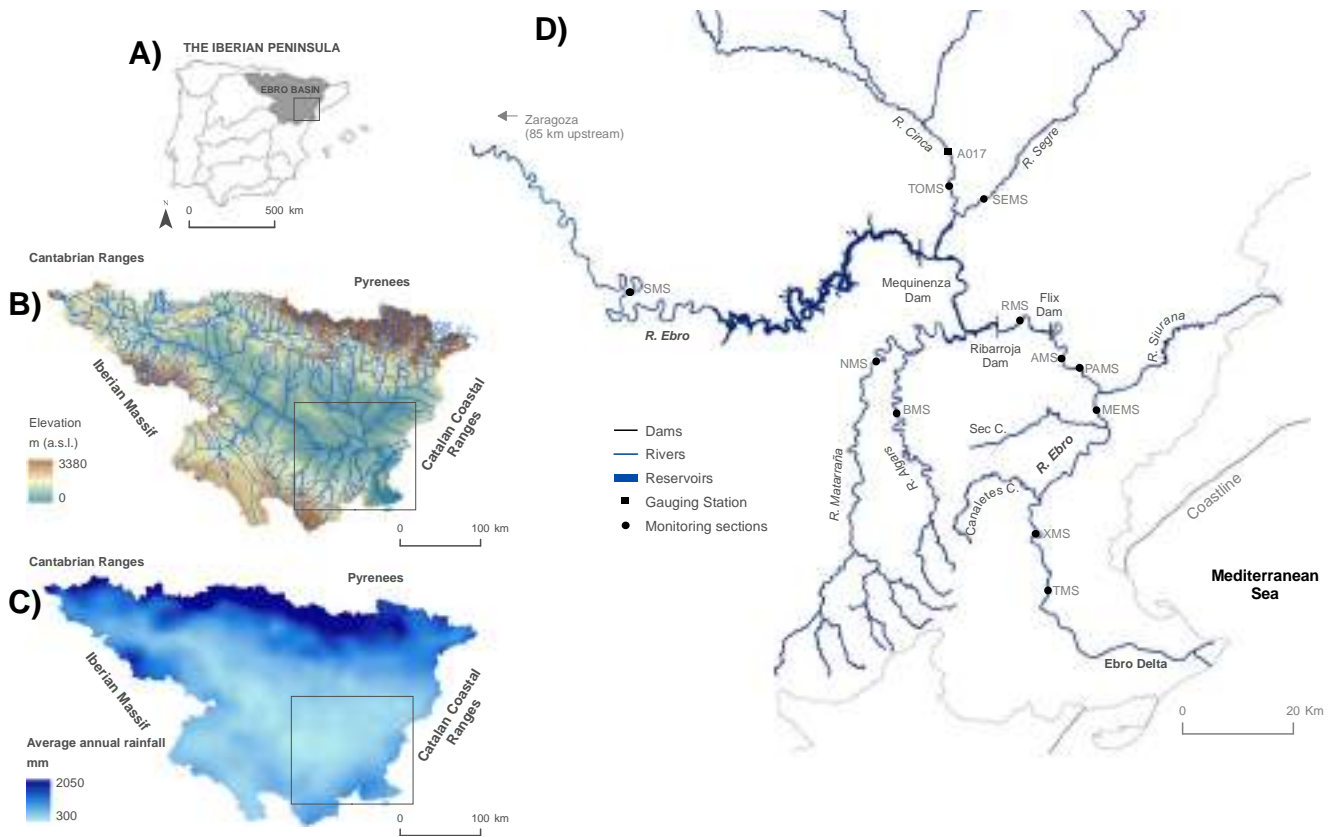 A)
THE IBERIAN PENINSULA
EBRO BASIN
N
0 500 km
B)
Cantabrian Ranges
Pyrenees
Iberian Massif
Catalan Coastal
Ranges
Elevation
m (a.s.l.)
3380
0
0 100 km
C)
Cantabrian Ranges
Pyrenees
Iberian Massif
Catalan Coastal
Ranges
Average annual rainfall
mm
2050
300
0 100 km
D)
Zaragoza
(85 km upstream)
R. Cinca
A017
R. Segre
TOMS
SEMS
SMS
R. Ebro
Mequinenza
Dam
RMS
Flix
Dam
R. Siurana
Ribarroja
Dam
NMS
AMS
PAMS
BMS
MEMS
Sec C.
R. Ebro
R. Matarraña
R. Algars
Canaletes C.
XMS
TMS
Coastline
Mediterranean
Sea
Ebro Delta
Dams
Rivers
Reservoirs
Gauging Station
Monitoring sections
0 20 Km